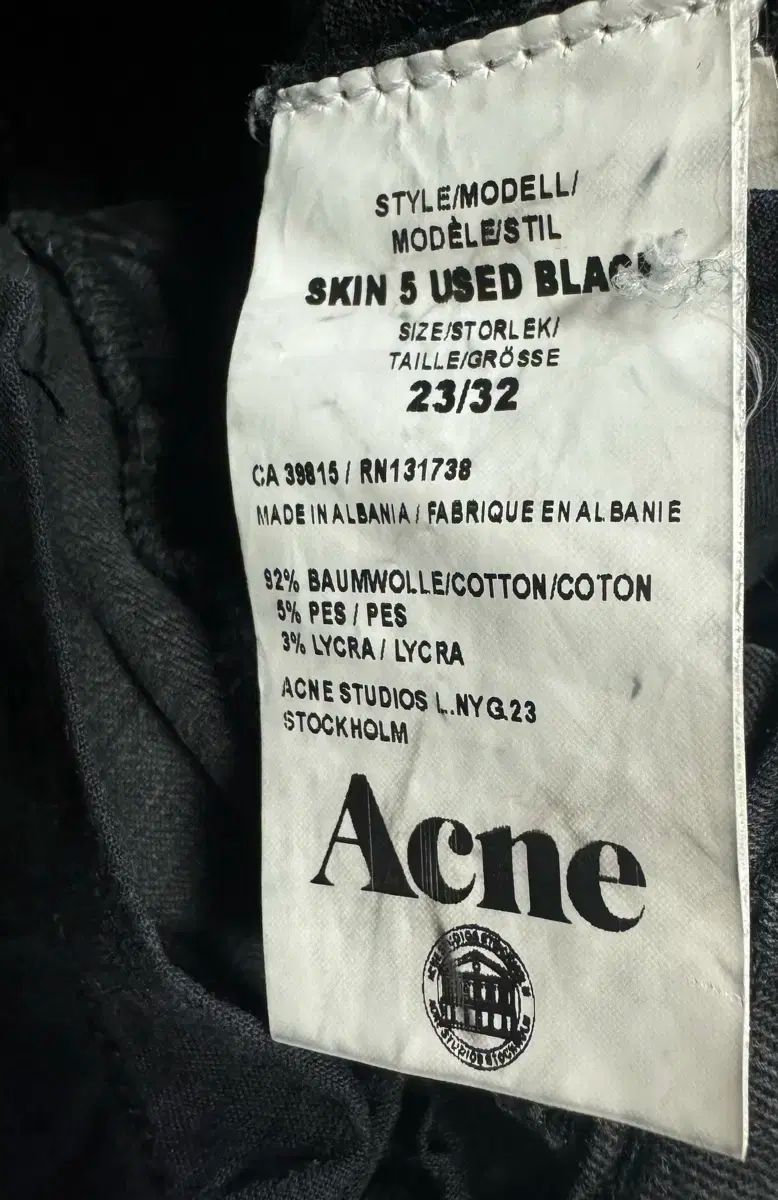 STYLE/MODELL/
MODÈLE/STIL
SKIN 5 USED BLACK
SIZE/STORLEK/
TAILLE/GRÖSSE
23/32
CA 39815 / RN131738
MADE IN ALBANIA / FABRIQUE EN ALBANIE
92% BAUMWOLLE/COTTON/COTON
5% PES / PES
3% LYCRA / LYCRA
ACNE STUDIOS L.NYG.23
STOCKHOLM
Acne